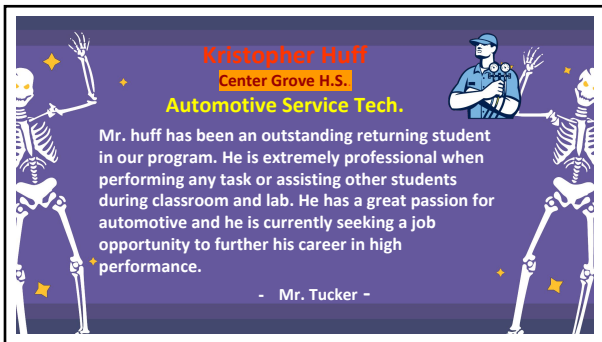 Kristopher Huff
Center Grove H.S.
Automotive Service Tech.
Mr. huff has been an outstanding returning student
in our program. He is extremely professional when
performing any task or assisting other students
during classroom and lab. He has a great passion for
automotive and he is currently seeking a job
opportunity to further his career in high
performance.
- Mr. Tucker -